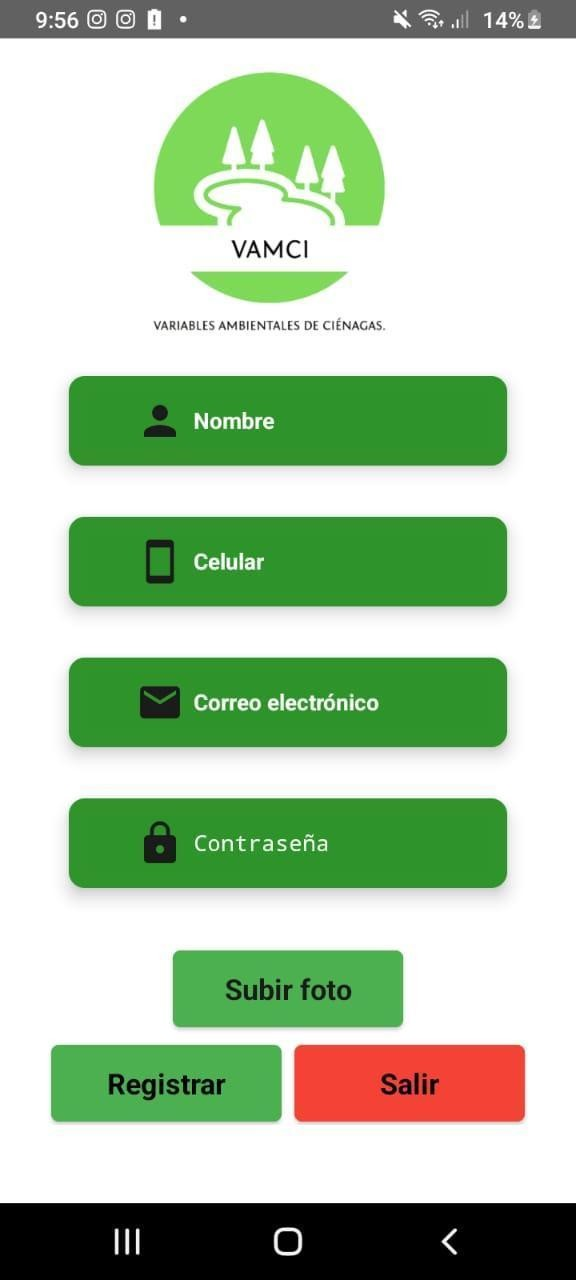 9:56
14%
VAMCI
VARIABLES AMBIENTALES DE CIÉNAGAS.
Nombre
Celular
Correo electrónico
Contraseña
Subir foto
Registrar
Salir